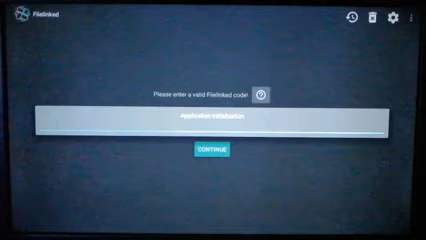 Filelinked
Please enter a valid Filelinked code!
Application Initialization
CONTINUE